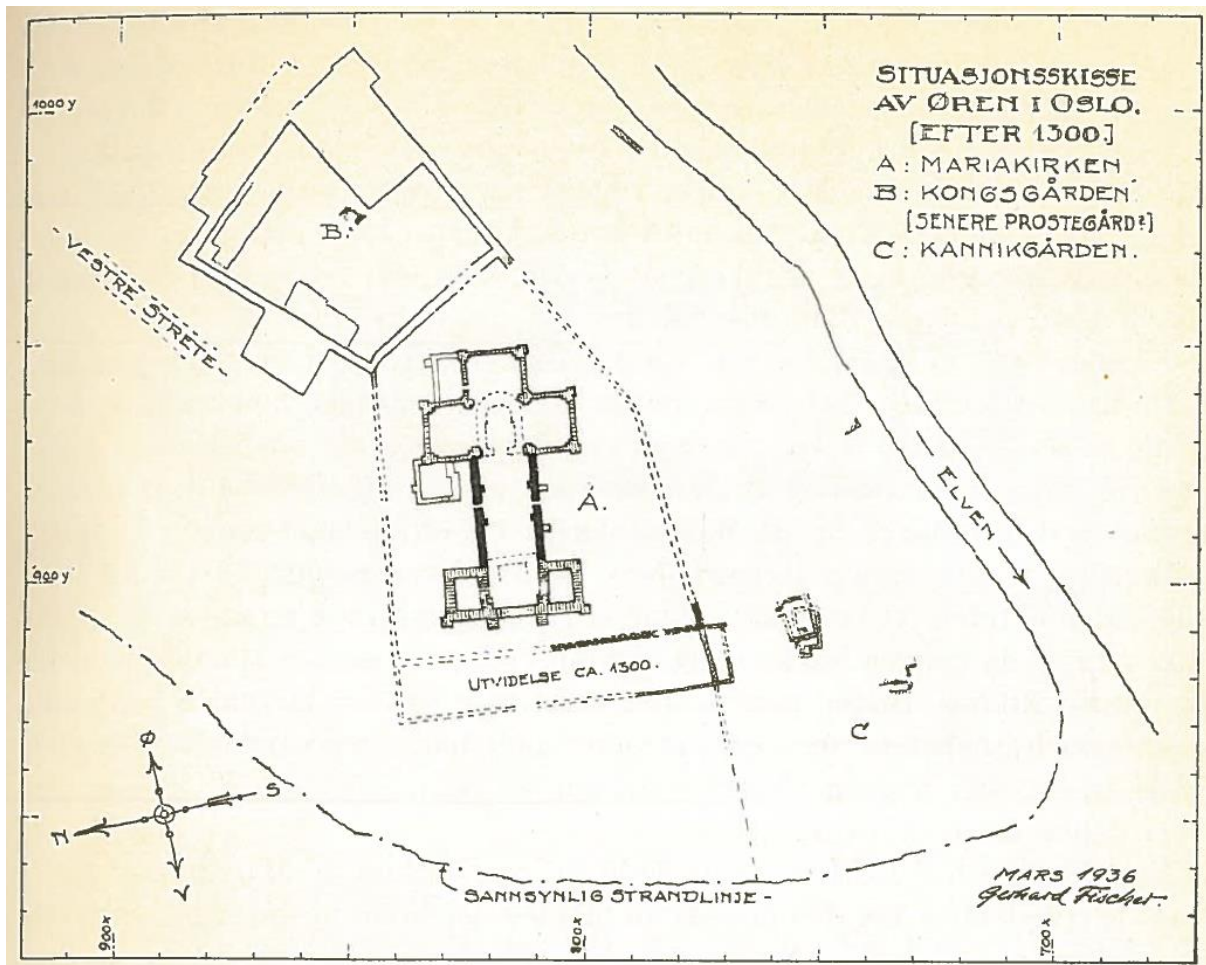 SITUASJONSSKISSE
AV ØREN I OSLO.
[EFTER 1300.]
A : MARIAKIRKEN
B : KONGSGÅRDEN.
[SENERE PROSTEGÅRD?]
C : KANNIKGÅRDEN.
1000 y
B.
VESTRE STRETE
A.
ELVEN
900 y
UTVIDELSE CA. 1300.
C
Ø
S
N
V
SANNSYNLIG STRANDLINJE -
MARS 1936
Gerhard Fischer.
900 x
800 x
700 x